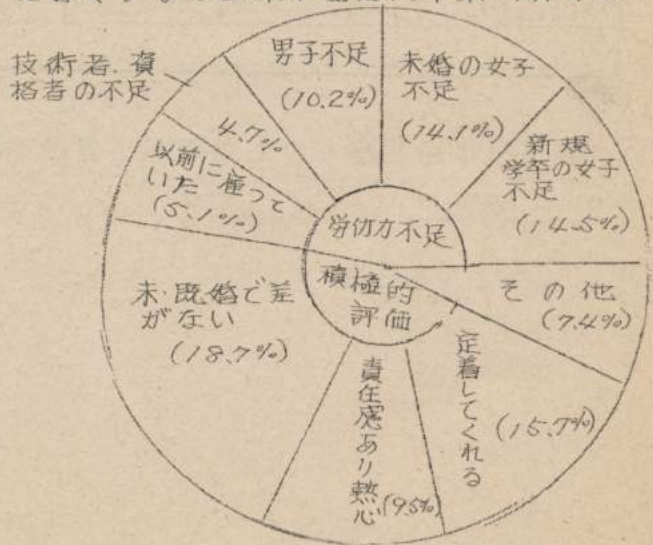 技術者、資
格者の不足
4.7%
男子不足
(10.2%)
未婚の女子
不足
(14.1%)
新規
学卒の女子
不足
(14.5%)
以前に
いた
(5.1%)
労仂力不足
積極的
評価
その他
(7.4%)
未・既婚で差
がない
(18.7%)
責任感あり熱心
(9.5%)
定着してくれる
(15.7%)